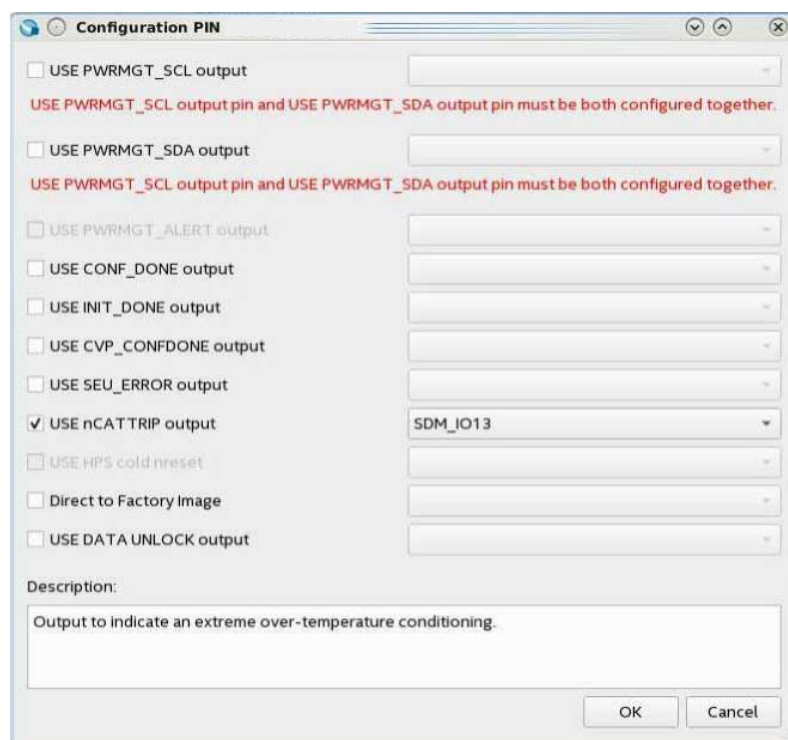 Configuration PIN
USE PWRMGT_SCL output
USE PWRMGT_SCL output pin and USE PWRMGT_SDA output pin must be both configured together.
USE PWRMGT_SDA output
USE PWRMGT_SCL output pin and USE PWRMGT_SDA output pin must be both configured together.
USE PWRMGT_ALERT output
USE CONF_DONE output
USE INIT_DONE output
USE CVP_CONFDONE output
USE SEU_ERROR output
USE nCATTRIP output SDM_IO13
USE HPS cold nreset
Direct to Factory Image
USE DATA UNLOCK output
Description:
Output to indicate an extreme over-temperature conditioning.
OK Cancel